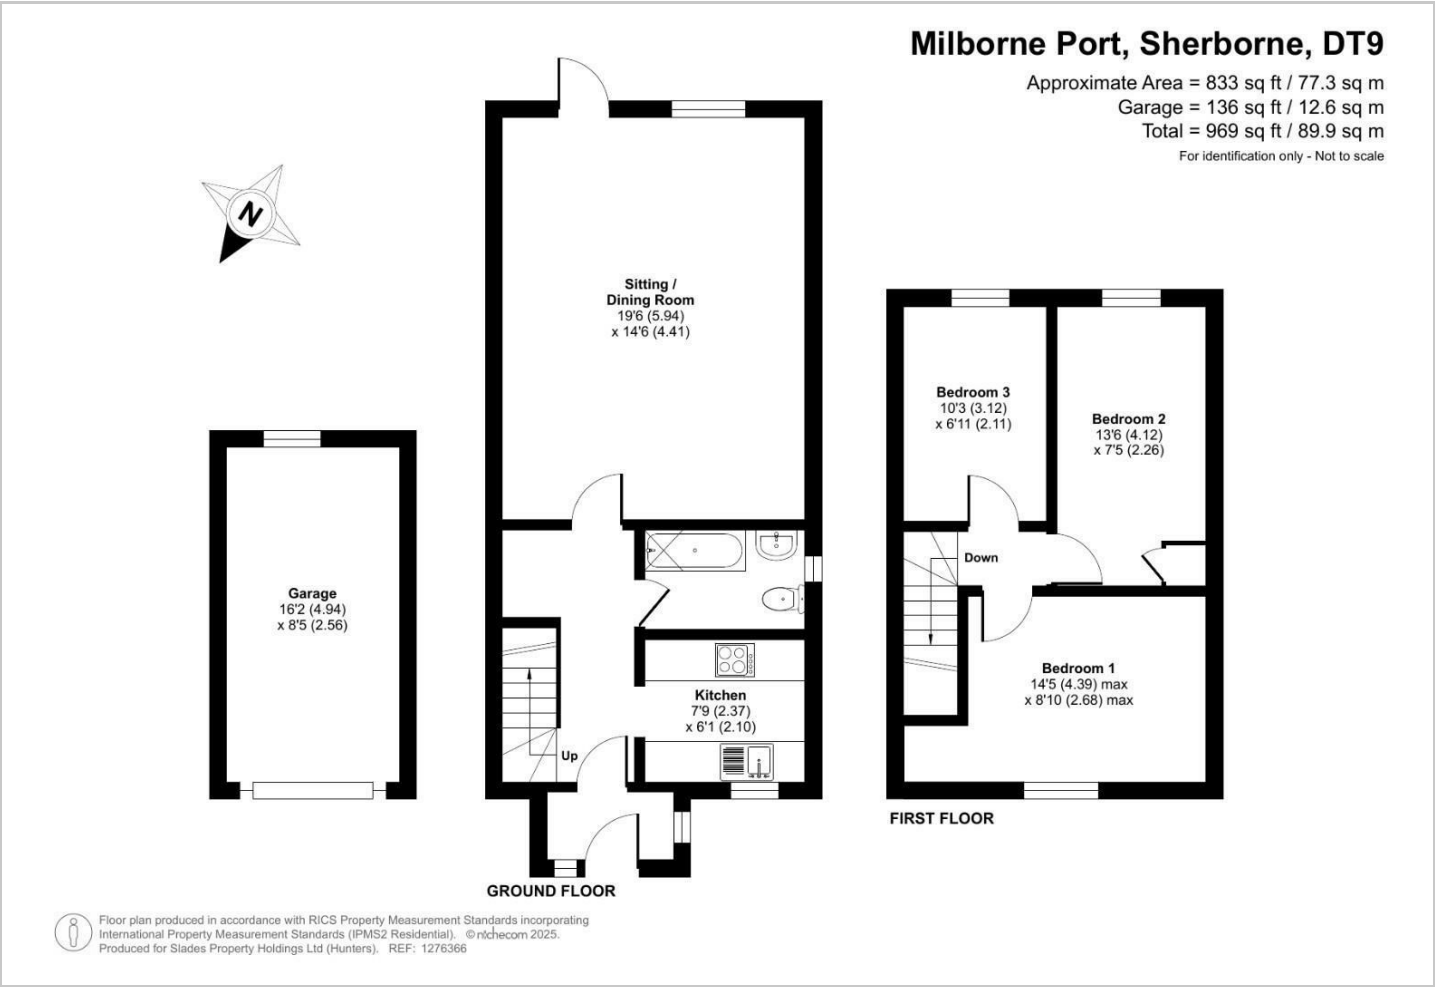 Milborne Port, Sherborne, DT9
Approximate Area = 833 sq ft / 77.3 sq m
Garage = 136 sq ft / 12.6 sq m
Total = 969 sq ft / 89.9 sq m
For identification only - Not to scale
N
Sitting /
Dining Room
19'6 (5.94)
x 14'6 (4.41)
Bedroom 3
10'3 (3.12)
x 6'11 (2.11)
Bedroom 2
13'6 (4.12)
x 7'5 (2.26)
Down
Garage
16'2 (4.94)
x 8'5 (2.56)
Kitchen
7'9 (2.37)
x 6'1 (2.10)
Up
Bedroom 1
14'5 (4.39) max
x 8'10 (2.68) max
FIRST FLOOR
GROUND FLOOR
Floor plan produced in accordance with RICS Property Measurement Standards incorporating
International Property Measurement Standards (IPMS2 Residential). © nichecom 2025.
Produced for Slades Property Holdings Ltd (Hunters). REF: 1276366